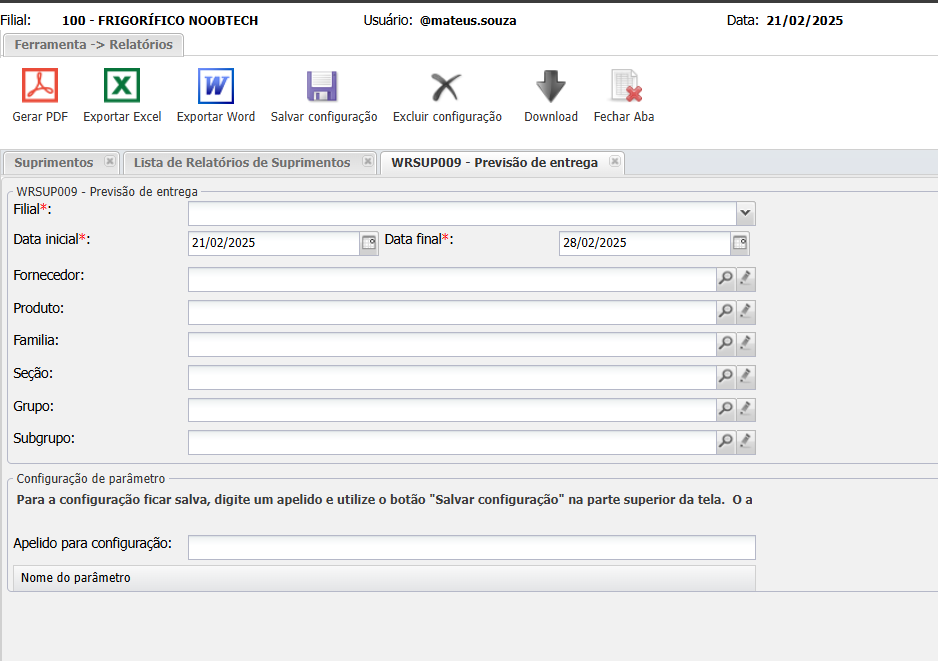 Filial: 100 - FRIGORÍFICO NOOBTECH Usuário: @mateus.souza Data: 21/02/2025
Ferramenta -> Relatórios
Gerar PDF Exportar Excel Exportar Word Salvar configuração Excluir configuração Download Fechar Aba
Suprimentos Lista de Relatórios de Suprimentos WRSUP009 - Previsão de entrega
WRSUP009 - Previsão de entrega
Filial*:
Data inicial*: 21/02/2025 Data final*: 28/02/2025
Fornecedor:
Produto:
Familia:
Seção:
Grupo:
Subgrupo:
Configuração de parâmetro
Para a configuração ficar salva, digite um apelido e utilize o botão "Salvar configuração" na parte superior da tela. O a
Apelido para configuração:
Nome do parâmetro